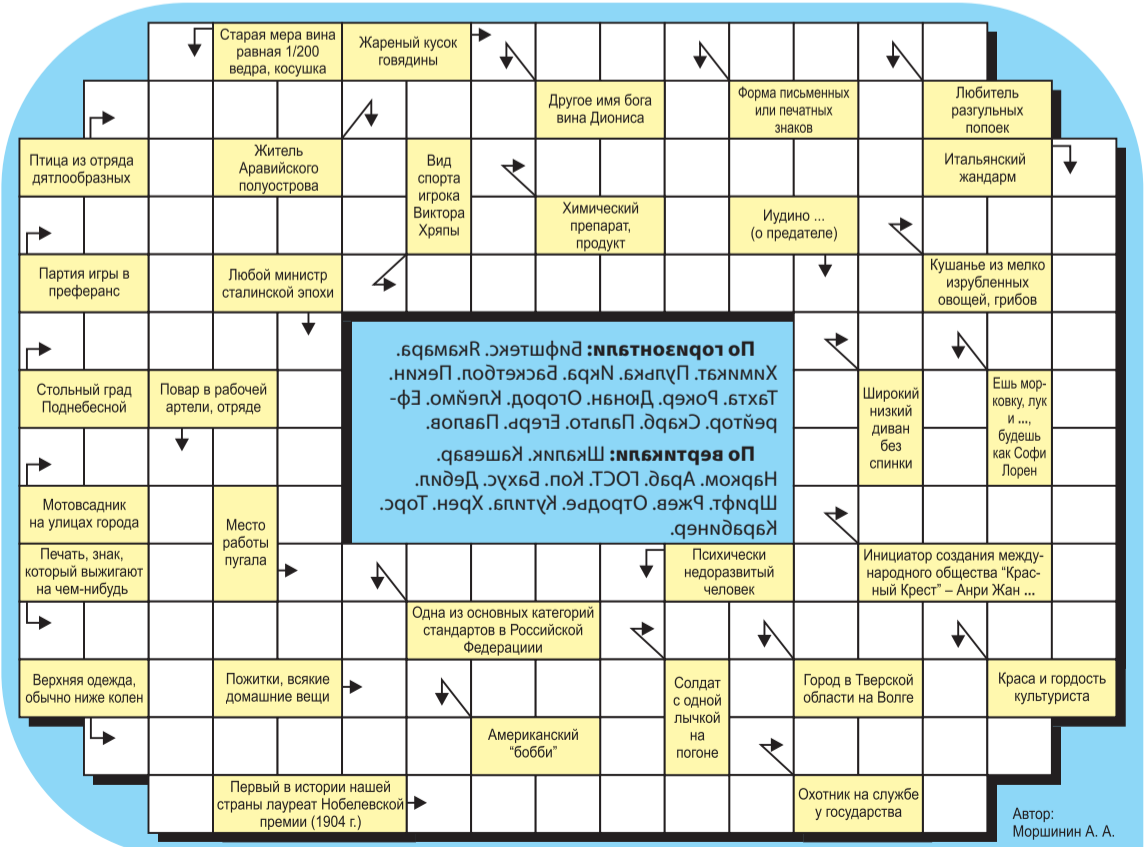 Старая мера вина
равная 1/200
ведра, косушка
Жареный кусок
говядины
Другое имя бога
вина Диониса
Форма письменных
или печатных
знаков
Любитель
разгульных
попоек
Птица из отряда
дятлообразных
Житель
Аравийского
полуострова
Вид
спорта
игрока
Виктора
Хряпы
Итальянский
жандарм
Химический
препарат,
продукт
Иудино ...
(о предателе)
Партия игры в
преферанс
Любой министр
сталинской эпохи
Кушанье из мелко
изрубленных
овощей, грибов
По горизонтали: Бифштекс. Якамара.
Химикат. Пулька. Икра. Баскетбол. Пекин.
Тахта. Рокер. Дюнан. Огород. Клеймо. Еф-
рейтор. Скарб. Пальто. Егерь. Павлов.
По вертикали: Шкалик. Кашевар.
Нарком. Араб. ГОСТ. Коп. Бахус. Дебил.
Шрифт. Ржев. Отродье. Кутила. Хрен. Торс.
Карабинер.
Стольный град
Поднебесной
Повар в рабочей
артели, отряде
Широкий
низкий
диван
без
спинки
Ешь мор-
ковку, лук
и ...,
будешь
как Софи
Лорен
Мотовсадник
на улицах города
Место
работы
пугала
Печать, знак,
который выжигают
на чем-нибудь
Психически
недоразвитый
человек
Инициатор создания между-
народного общества “Крас-
ный Крест” – Анри Жан ...
Одна из основных категорий
стандартов в Российской
Федерациии
Верхняя одежда,
обычно ниже колен
Пожитки, всякие
домашние вещи
Солдат
с одной
лычкой
на
погоне
Город в Тверской
области на Волге
Краса и гордость
культуриста
Американский
“бобби”
Первый в истории нашей
страны лауреат Нобелевской
премии (1904 г.)
Охотник на службе
у государства
Автор:
Моршинин А. А.